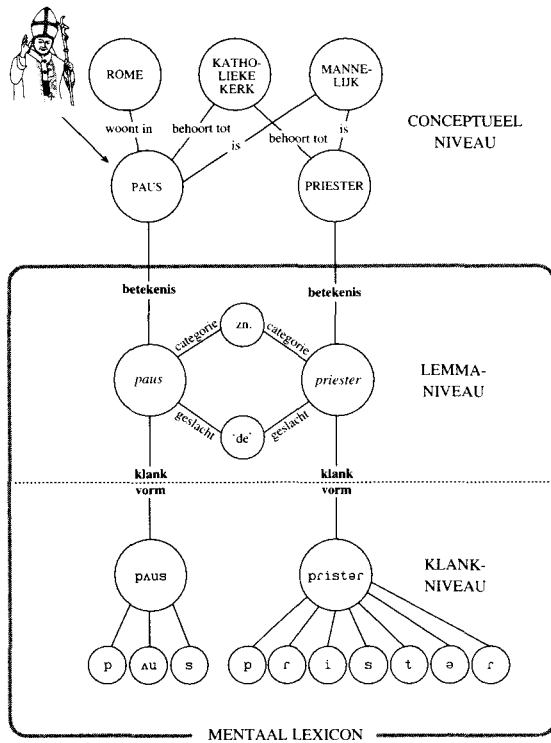 ROME
KATHO-
LIEKE
KERK
MANNE-
LIJK
woont in
behoort tot
is
behoort tot
is
CONCEPTUEEL
NIVEAU
PAUS
PRIESTER
betekenis
betekenis
categorie
zn.
categorie
paus
priester
LEMMA-
NIVEAU
geslacht
'de'
geslacht
klank
klank
vorm
vorm
pʌus
pɾistəɾ
KLANK-
NIVEAU
p ʌu s p ɾ i s t ə ɾ
MENTAAL LEXICON